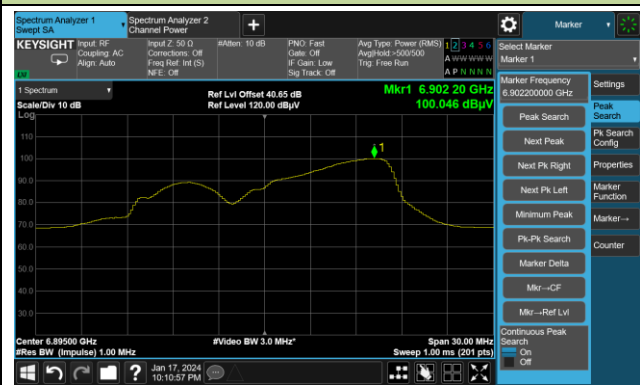 Spectrum Analyzer 1
Swept SA
Spectrum Analyzer 2
Channel Power
+
Marker
KEYSIGHT
Input: RF
Coupling: AC
Align: Auto
Input Z: 50 Ω
Corrections: Off
Freq Ref: Int (S)
NFE: Off
#Atten: 10 dB
PNO: Fast
Gate: Off
IF Gain: Low
Sig Track: Off
Avg Type: Power (RMS)
Avg|Hold:>500/500
Trig: Free Run
1 2 3 4 5 6
A W W W W W
A P N N N N
Select Marker
Marker 1
1 Spectrum
Scale/Div 10 dB
Log
Ref Lvl Offset 40.65 dB
Ref Level 120.00 dBµV
Mkr1 6.902 20 GHz
100.046 dBµV
110
100
90.0
80.0
70.0
60.0
50.0
40.0
30.0
1
Center 6.89500 GHz
#Res BW (Impulse) 1.00 MHz
#Video BW 3.0 MHz*
Span 30.00 MHz
Sweep 1.00 ms (201 pts)
Marker Frequency
6.902200000 GHz
Peak Search
Next Peak
Next Pk Right
Next Pk Left
Minimum Peak
Pk-Pk Search
Marker Delta
Mkr→CF
Mkr→Ref Lvl
Continuous Peak
Search
On
Off
Settings
Peak
Search
Pk Search
Config
Properties
Marker
Function
Marker→
Counter
?
Jan 17, 2024
10:10:57 PM